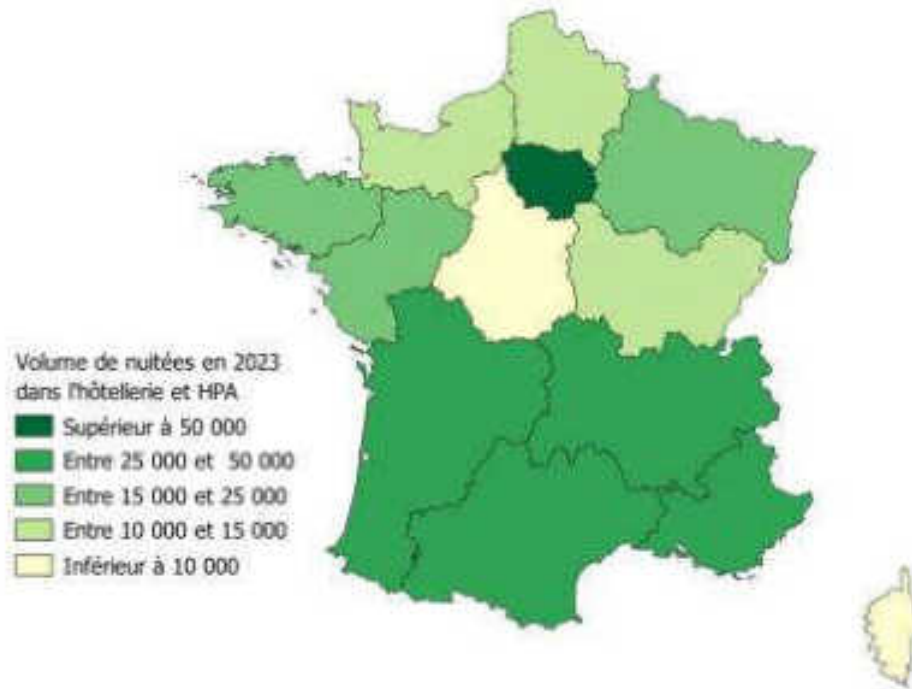 Volume de nuitées en 2023
dans l'hôtellerie et HPA
Supérieur à 50 000
Entre 25 000 et 50 000
Entre 15 000 et 25 000
Entre 10 000 et 15 000
Inférieur à 10 000